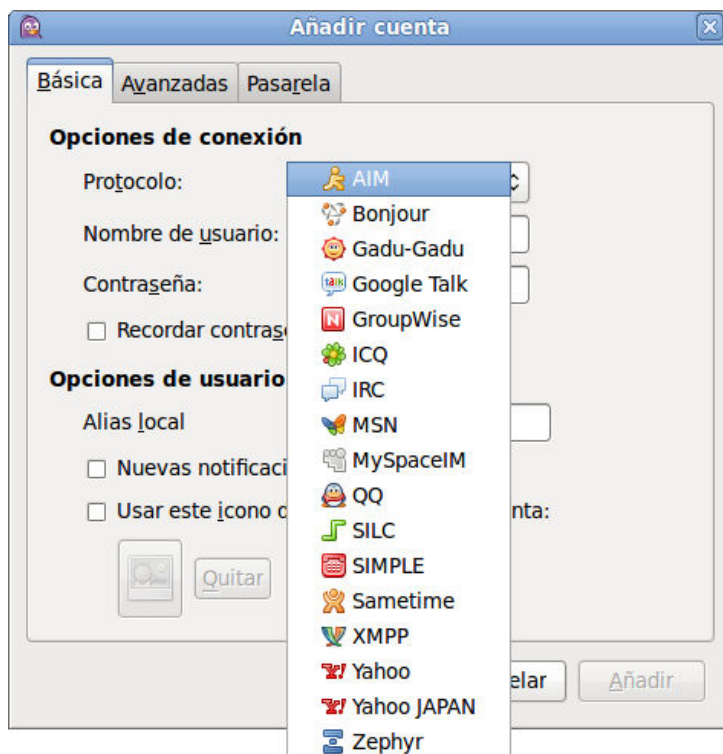 Añadir cuenta
Básica Avanzadas Pasarela
Opciones de conexión
Protocolo: AIM
Bonjour
Nombre de usuario:
Gadu-Gadu
Contraseña: Google Talk
GroupWise
Recordar contras
ICQ
Opciones de usuario
IRC
Alias local MSN
MySpaceIM
Nuevas notificaci
QQ
Usar este icono d nta:
SILC
SIMPLE
Quitar
Sametime
XMPP
Yahoo
elar Añadir
Yahoo JAPAN
Zephyr